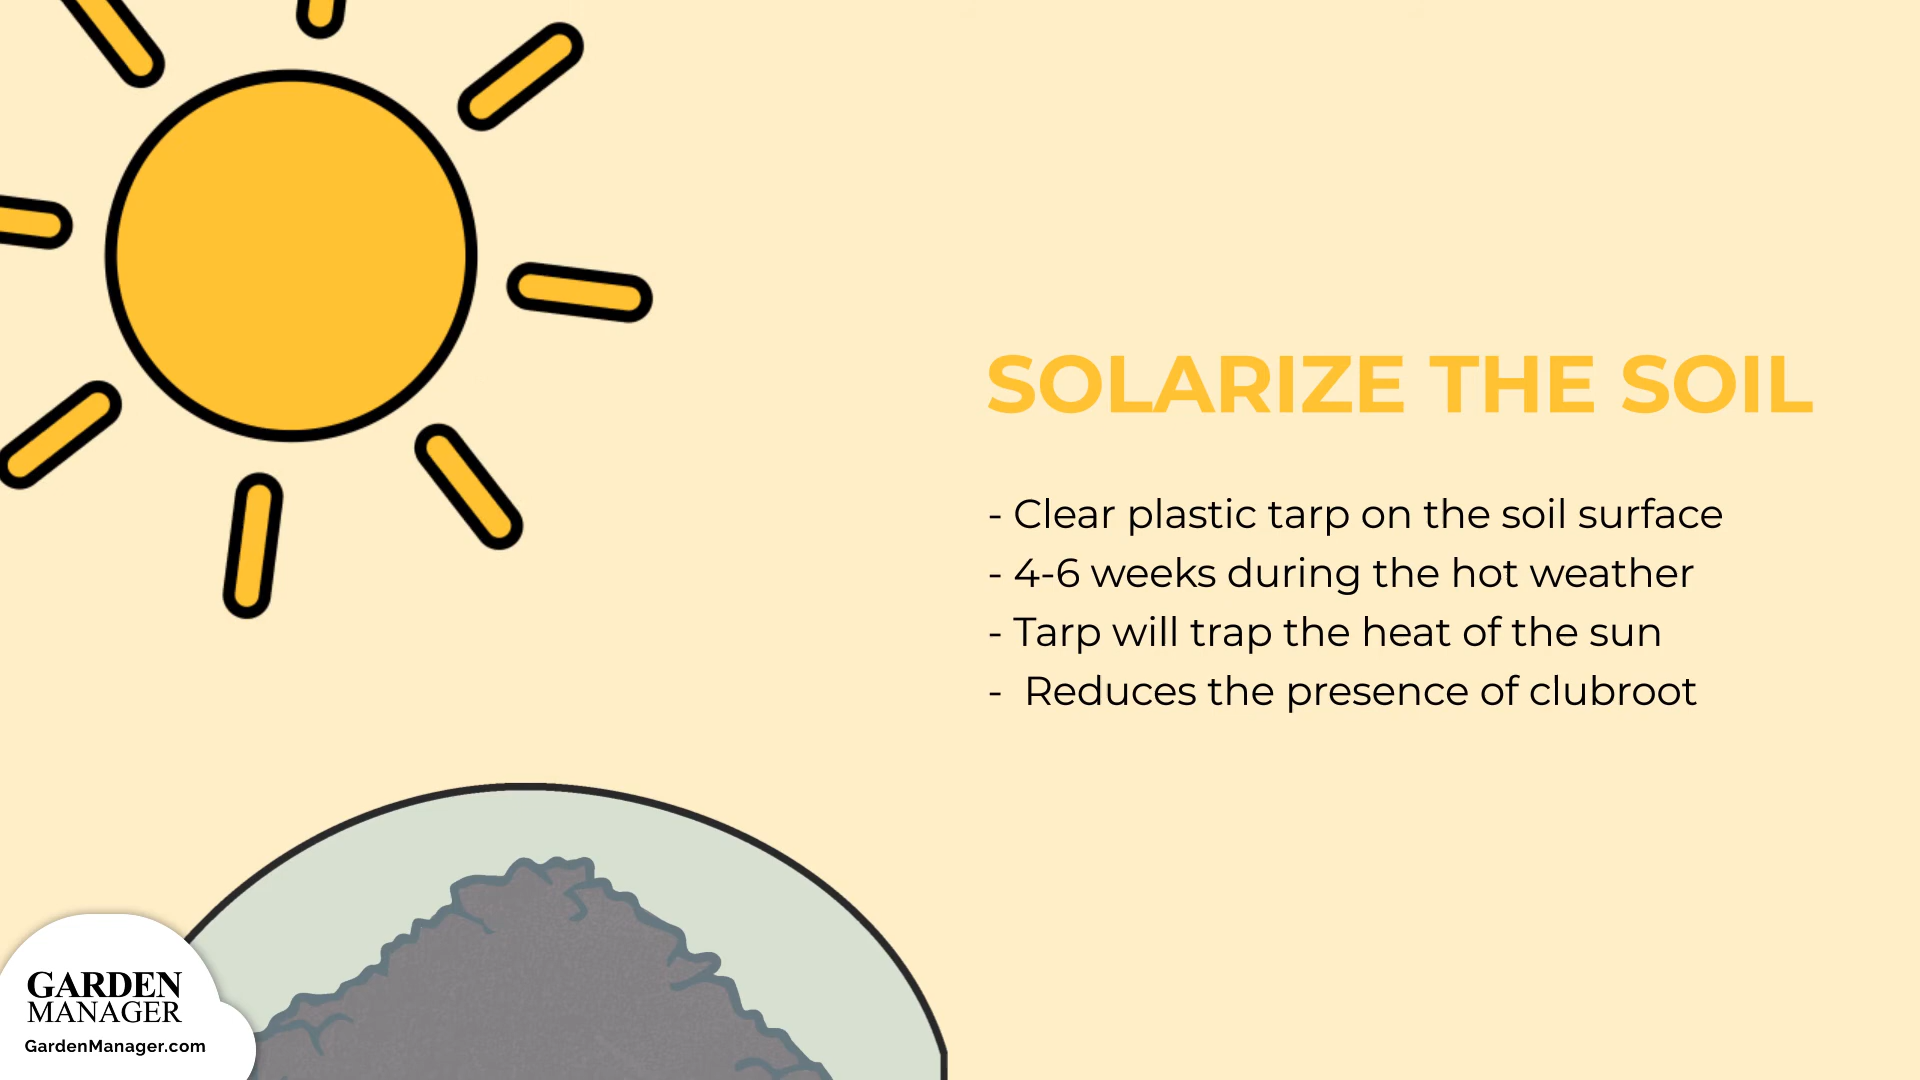 SOLARIZE THE SOIL
- Clear plastic tarp on the soil surface
- 4-6 weeks during the hot weather
- Tarp will trap the heat of the sun
-  Reduces the presence of clubroot
GARDEN
MANAGER
GardenManager.com